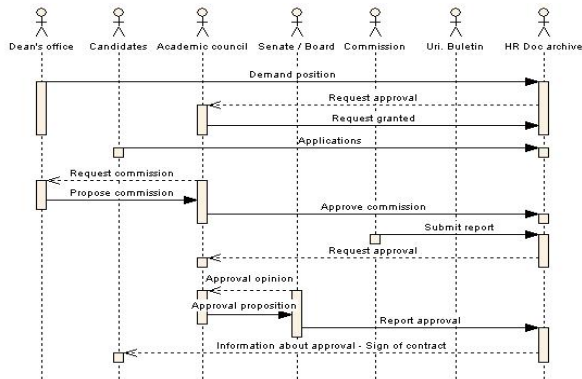 Dean's office Candidates Academic council Senate / Board Commission Uri. Buletin HR Doc archive
Demand position
Request approval
Request granted
Applications
Request commission
Propose commission
Approve commission
Submit report
Request approval
Approval opinion
Approval proposition
Report approval
Information about approval - Sign of contract